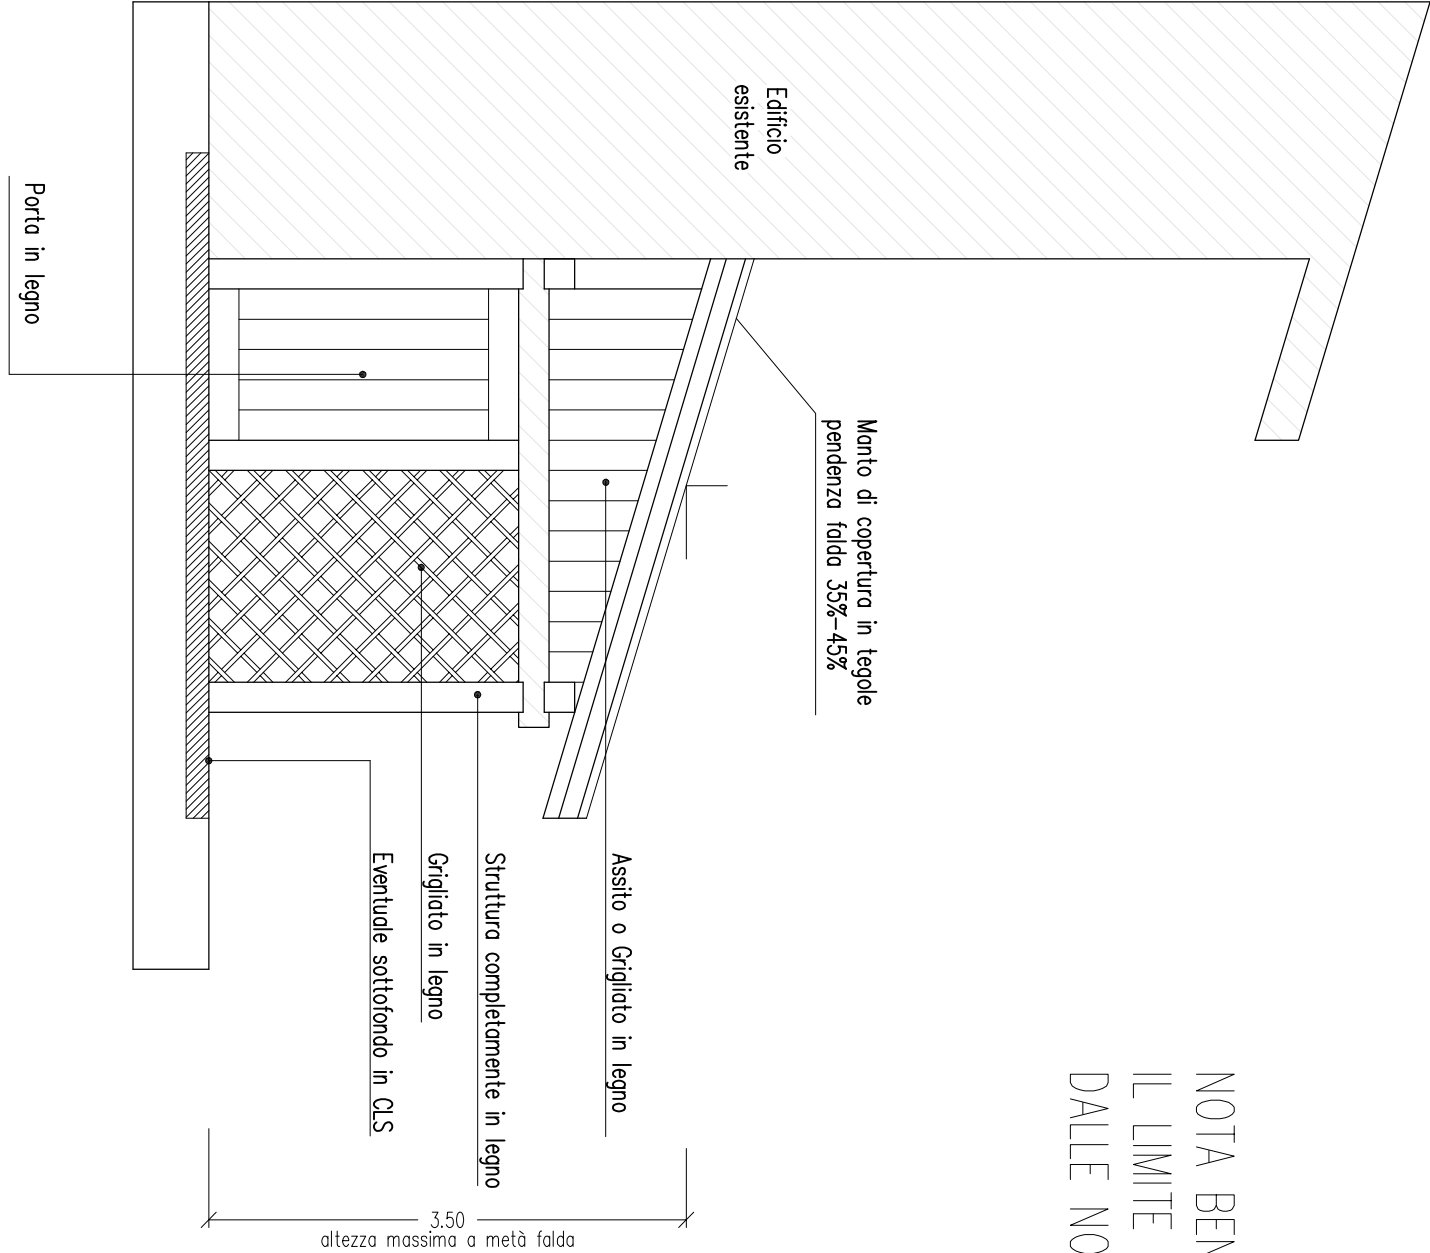 Edificio
esistente
Manto di copertura in tegole
pendenza falda 35%-45%
Porta in legno
Assito o Grigliato in legno
Struttura completamente in legno
Grigliato in legno
Eventuale sottofondo in CLS
3.50
altezza massima a metà falda
NOTA BEN
IL LIMITE
DALLE NO